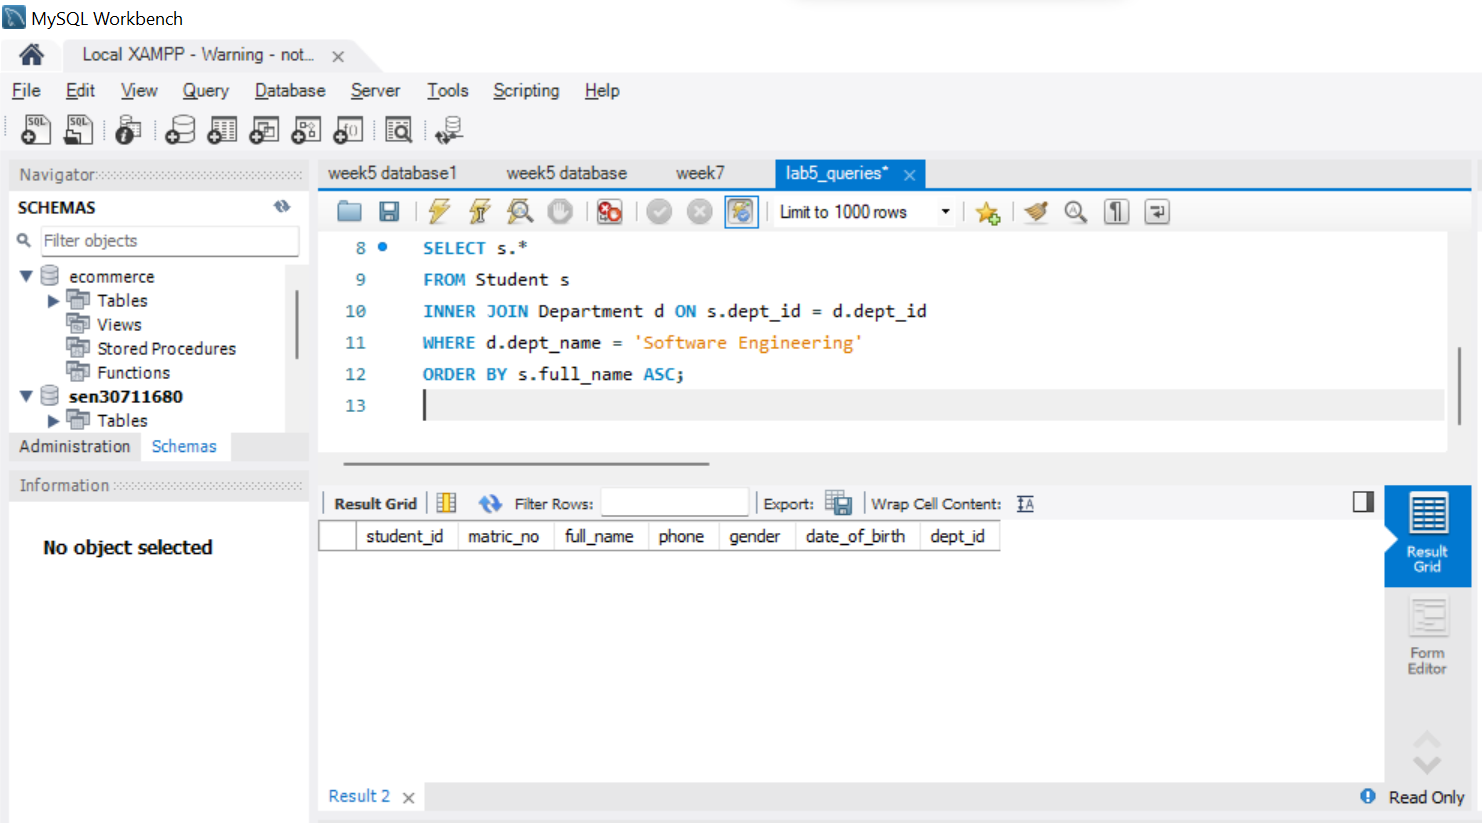 MySQL Workbench
Local XAMPP - Warning - not...
File Edit View Query Database Server Tools Scripting Help
Navigator
SCHEMAS
Filter objects
ecommerce
Tables
Views
Stored Procedures
Functions
sen30711680
Tables
Administration Schemas
Information
No object selected
week5 database1 week5 database week7 lab5_queries*
Limit to 1000 rows
8 SELECT s.*
9 FROM Student s
10 INNER JOIN Department d ON s.dept_id = d.dept_id
11 WHERE d.dept_name = 'Software Engineering'
12 ORDER BY s.full_name ASC;
13
Result Grid Filter Rows: Export: Wrap Cell Content:
student_id matric_no full_name phone gender date_of_birth dept_id
Result
Grid
Form
Editor
Result 2
Read Only